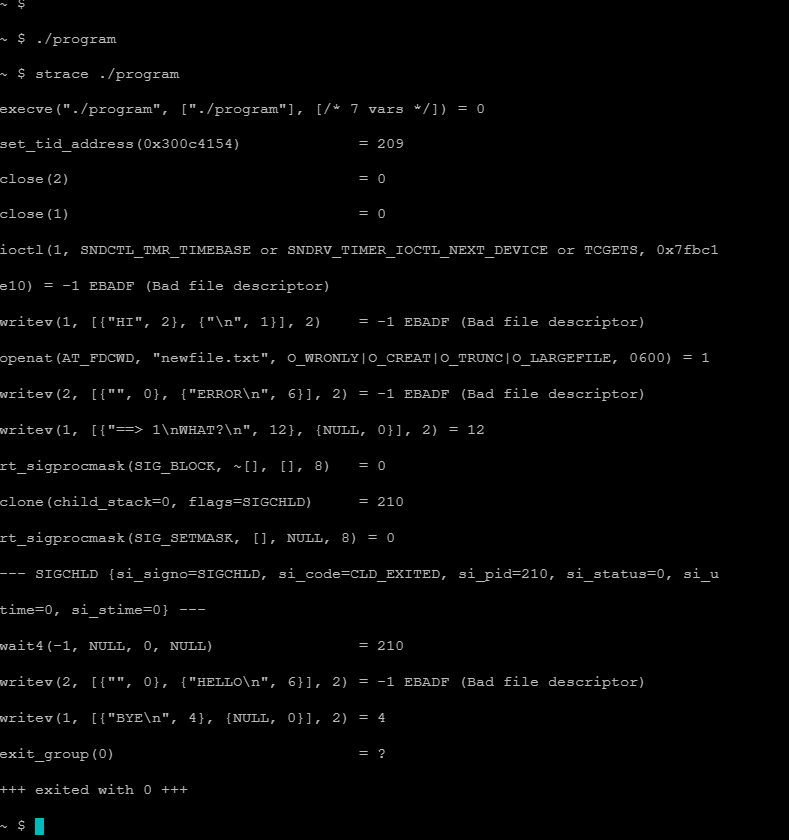 ~ $
~ $ ./program
~ $ strace ./program
execve("./program", ["./program"], [/* 7 vars */]) = 0
set_tid_address(0x300c4154)             = 209
close(2)                                = 0
close(1)                                = 0
ioctl(1, SNDCTL_TMR_TIMEBASE or SNDRV_TIMER_IOCTL_NEXT_DEVICE or TCGETS, 0x7fbc1
e10) = -1 EBADF (Bad file descriptor)
writev(1, [{"HI", 2}, {"\n", 1}], 2)    = -1 EBADF (Bad file descriptor)
openat(AT_FDCWD, "newfile.txt", O_WRONLY|O_CREAT|O_TRUNC|O_LARGEFILE, 0600) = 1
writev(2, [{"", 0}, {"ERROR\n", 6}], 2) = -1 EBADF (Bad file descriptor)
writev(1, [{"==> 1\nWHAT?\n", 12}, {NULL, 0}], 2) = 12
rt_sigprocmask(SIG_BLOCK, ~[], [], 8)   = 0
clone(child_stack=0, flags=SIGCHLD)     = 210
rt_sigprocmask(SIG_SETMASK, [], NULL, 8) = 0
--- SIGCHLD {si_signo=SIGCHLD, si_code=CLD_EXITED, si_pid=210, si_status=0, si_u
time=0, si_stime=0} ---
wait4(-1, NULL, 0, NULL)                = 210
writev(2, [{"", 0}, {"HELLO\n", 6}], 2) = -1 EBADF (Bad file descriptor)
writev(1, [{"BYE\n", 4}, {NULL, 0}], 2) = 4
exit_group(0)                           = ?
+++ exited with 0 +++
~ $